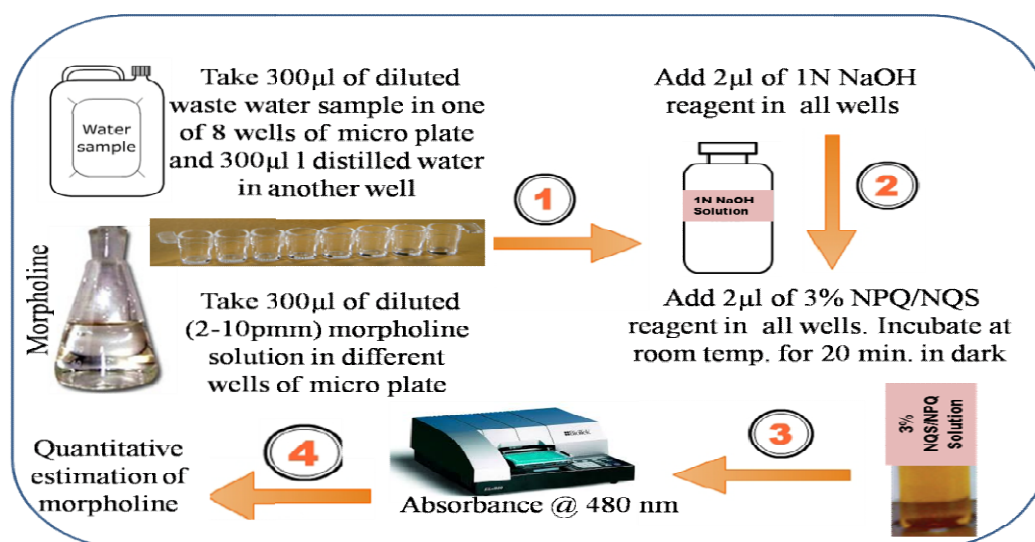 Take 300µl of diluted
waste water sample in one
of 8 wells of micro plate
and 300µl l distilled water
in another well
Water
sample
1
Add 2µl of 1N NaOH
reagent in all wells
1N NaOH
Solution
2
Morpholine
Take 300µl of diluted
(2-10pmm) morpholine
solution in different
wells of micro plate
Add 2µl of 3% NPQ/NQS
reagent in all wells. Incubate at
room temp. for 20 min. in dark
3%
NQS/NPQ
Solution
3
Absorbance @ 480 nm
4
Quantitative
estimation of
morpholine